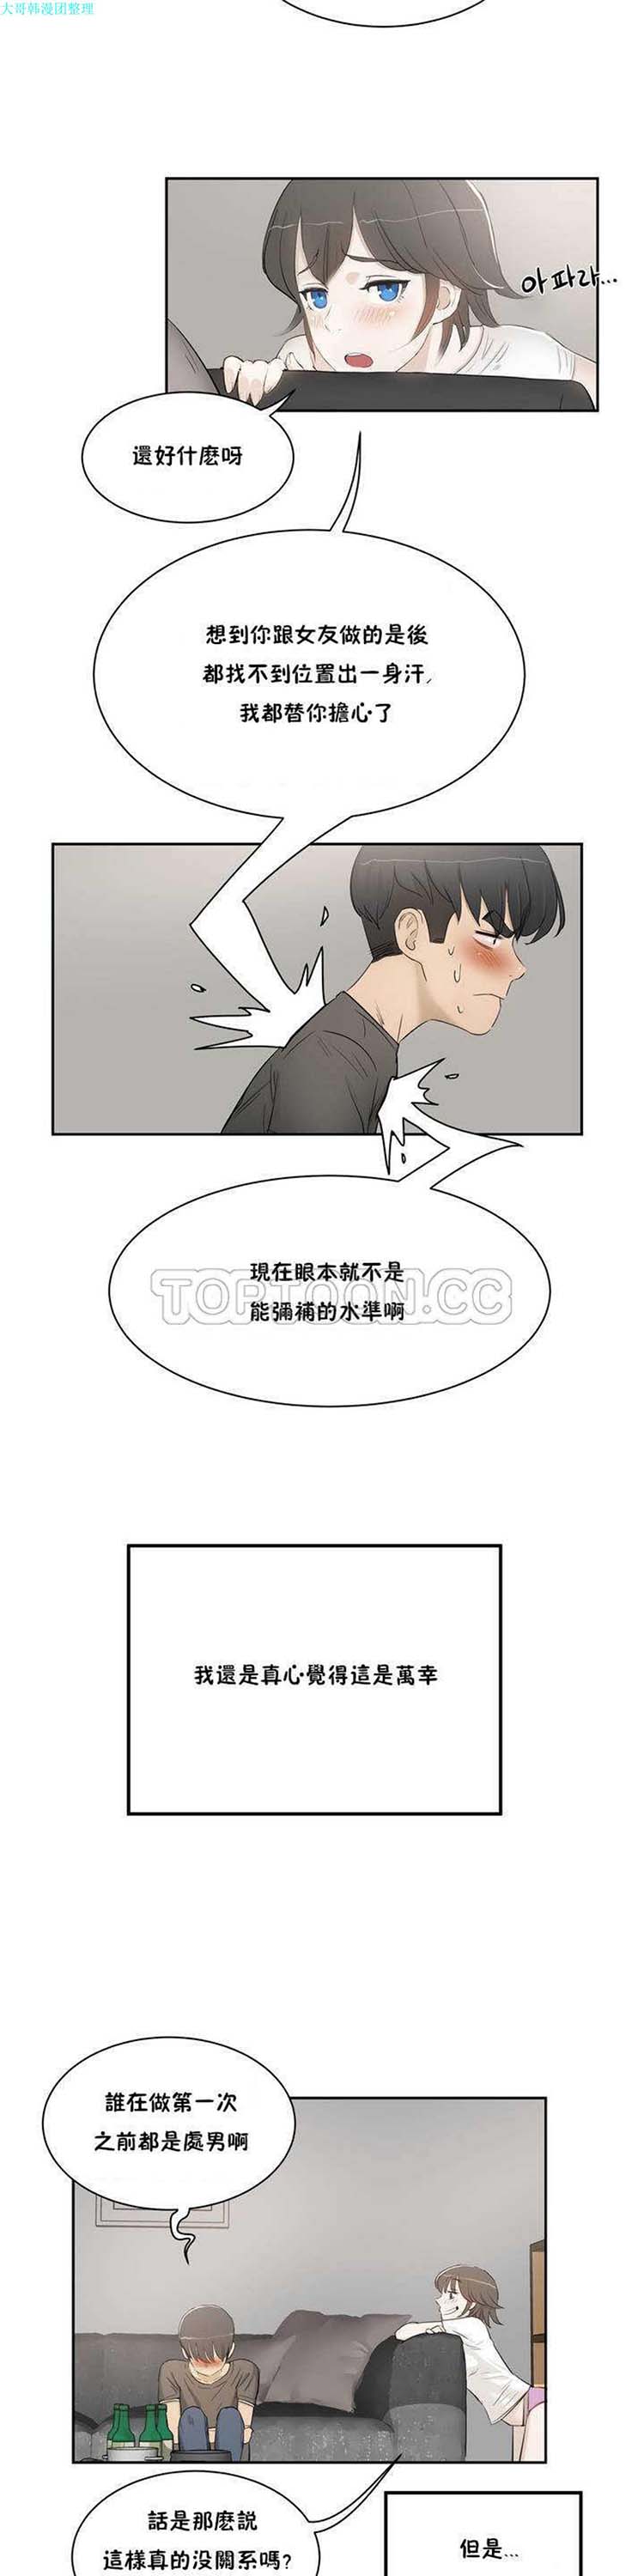 大哥韩漫团整理
아파라...
還好什麽呀
想到你跟女友做的是後
都找不到位置出一身汗,
我都替你擔心了
現在眼本就不是
能彌補的水準啊
TOPTOON.CC
我還是真心覺得這是萬幸
誰在做第一次
之前都是處男啊
話是那麽説
這樣真的没關系嗎?
但是...